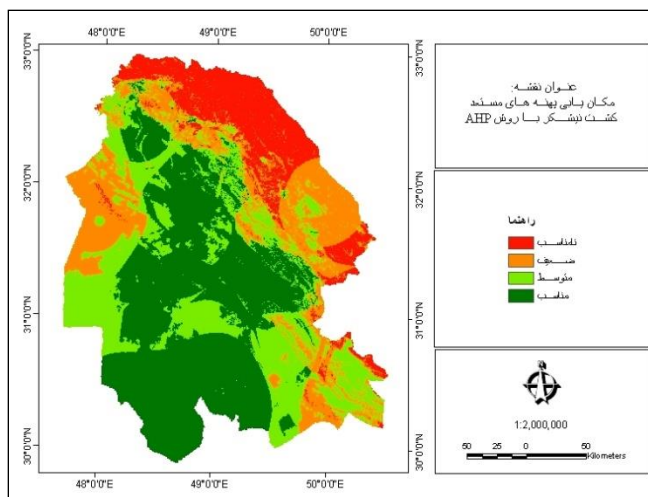 48°0'0"E 49°0'0"E 50°0'0"E
33°0'0"N
32°0'0"N
31°0'0"N
30°0'0"N
33°0'0"N
32°0'0"N
31°0'0"N
30°0'0"N
48°0'0"E 49°0'0"E 50°0'0"E
عنوان نقشه:
مکان یابی پهنه های مستعد
کشت نیشکر با روش AHP
راهنما
نامناسب
ضعیف
متوسط
مناسب
1:2,000,000
50 25 0 50
Kilometers